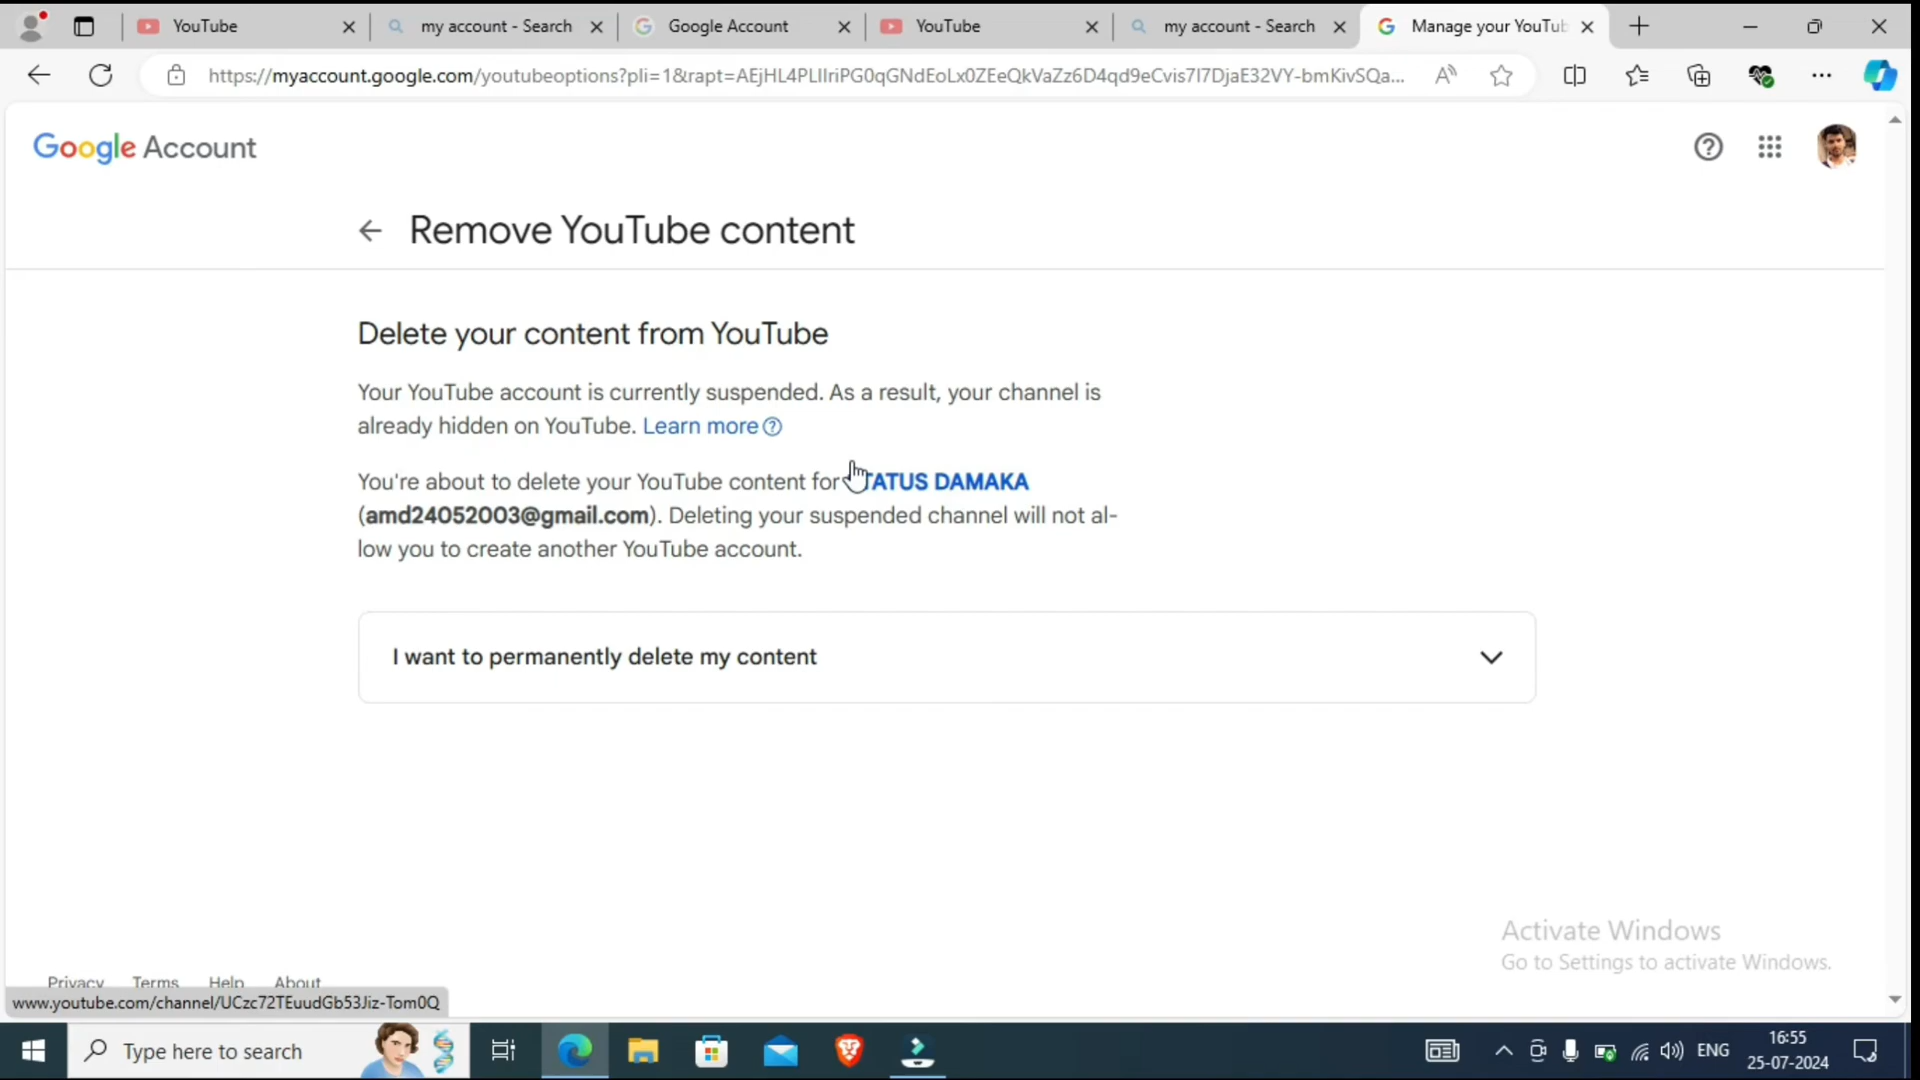 YouTube
my account - Search
Google Account
YouTube
my account - Search
Manage your YouTub
https://myaccount.google.com/youtubeoptions?pli=1&rapt=
Google Account
Remove YouTube content
Delete your content from YouTube
Your YouTube account is currently suspended. As a result, your channel is
already hidden on YouTube. Learn more
You're about to delete your YouTube content for TATUS DAMAKA
(amd24052003@gmail.com). Deleting your suspended channel will not al-
low you to create another YouTube account.
I want to permanently delete my content
Activate Windows
Go to Settings to activate Windows.
Privacy Terms Help About
www.youtube.com/channel/UCzc72TEuudGb53Jiz-Tom0Q
Type here to search
ENG
16:55
25-07-2024